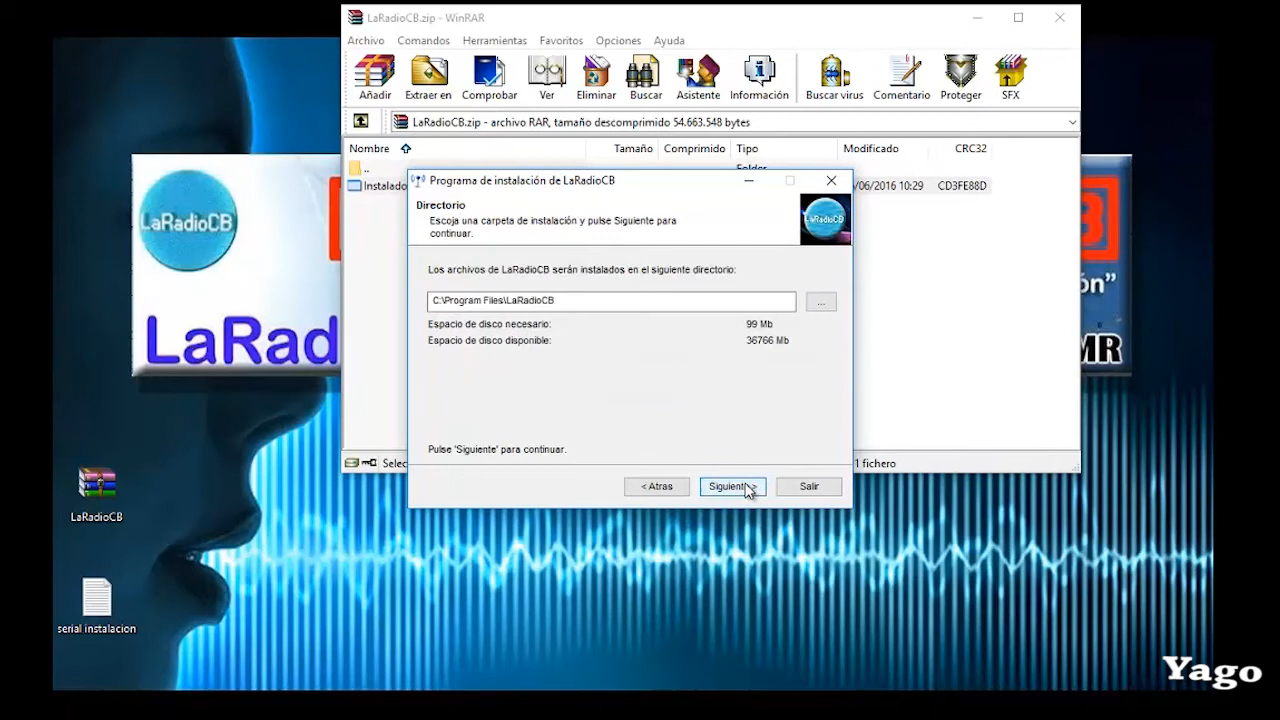 LaRadioCB.zip - WinRAR
Archivo Comandos Herramientas Favoritos Opciones Ayuda
Añadir Extraer en Comprobar Ver Eliminar Buscar Asistente Información Buscar virus Comentario Proteger SFX
LaRadioCB.zip - archivo RAR, tamaño descomprimido 54.663.548 bytes
Nombre Tamaño Comprimido Tipo Modificado CRC32
..
Folder
Instalado /06/2016 10:29 CD3FE88D
Programa de instalación de LaRadioCB
Directorio
Escoja una carpeta de instalación y pulse Siguiente para
continuar.
LaRadioCB
Los archivos de LaRadioCB serán instalados en el siguiente directorio:
C:\Program Files\LaRadioCB
...
Espacio de disco necesario: 99 Mb
Espacio de disco disponible: 36766 Mb
Pulse 'Siguiente' para continuar.
< Atras Siguiente > Salir
Selec 1 fichero
LaRadioCB
LaRad
B
ón”
MR
LaRadioCB
serial instalacion
Yago